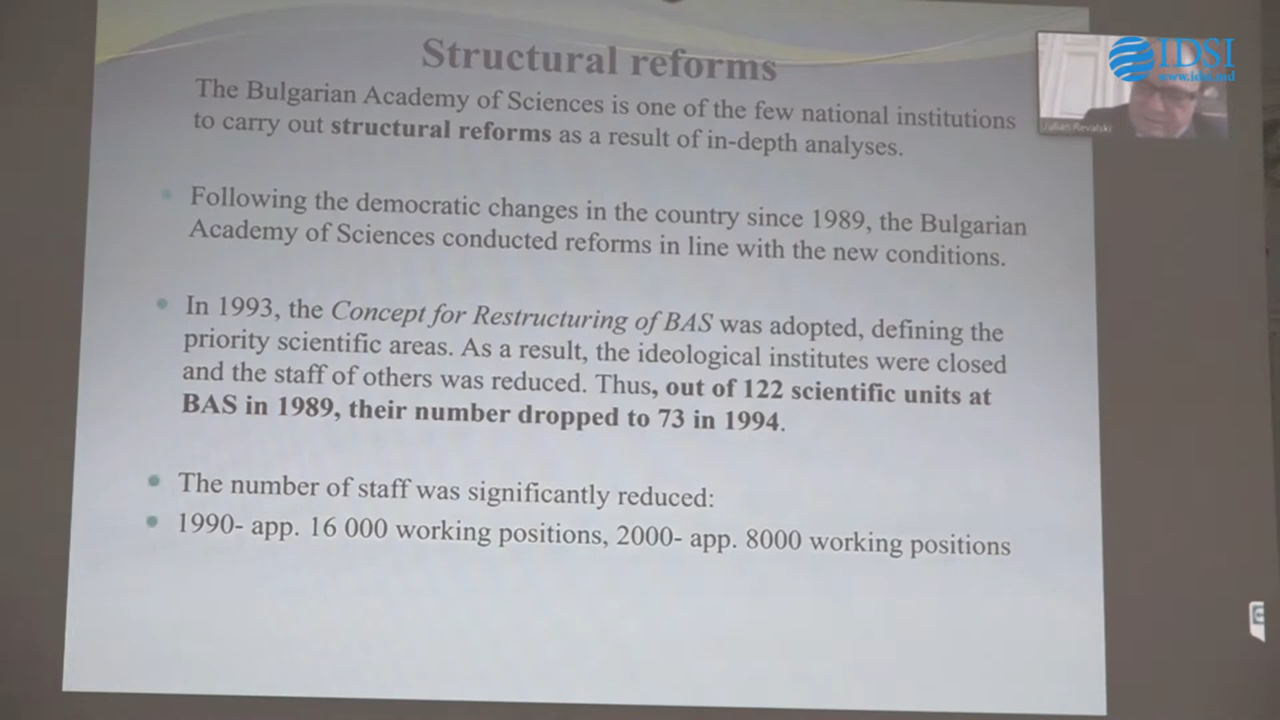 Structural reforms
The Bulgarian Academy of Sciences is one of the few national institutions
to carry out structural reforms as a result of in-depth analyses.
Following the democratic changes in the country since 1989, the Bulgarian
Academy of Sciences conducted reforms in line with the new conditions.
In 1993, the Concept for Restructuring of BAS was adopted, defining the
priority scientific areas. As a result, the ideological institutes were closed
and the staff of others was reduced. Thus, out of 122 scientific units at
BAS in 1989, their number dropped to 73 in 1994.
The number of staff was significantly reduced:
1990- app. 16 000 working positions, 2000- app. 8000 working positions
IDSI
www.idsi.md
Julian Revalski